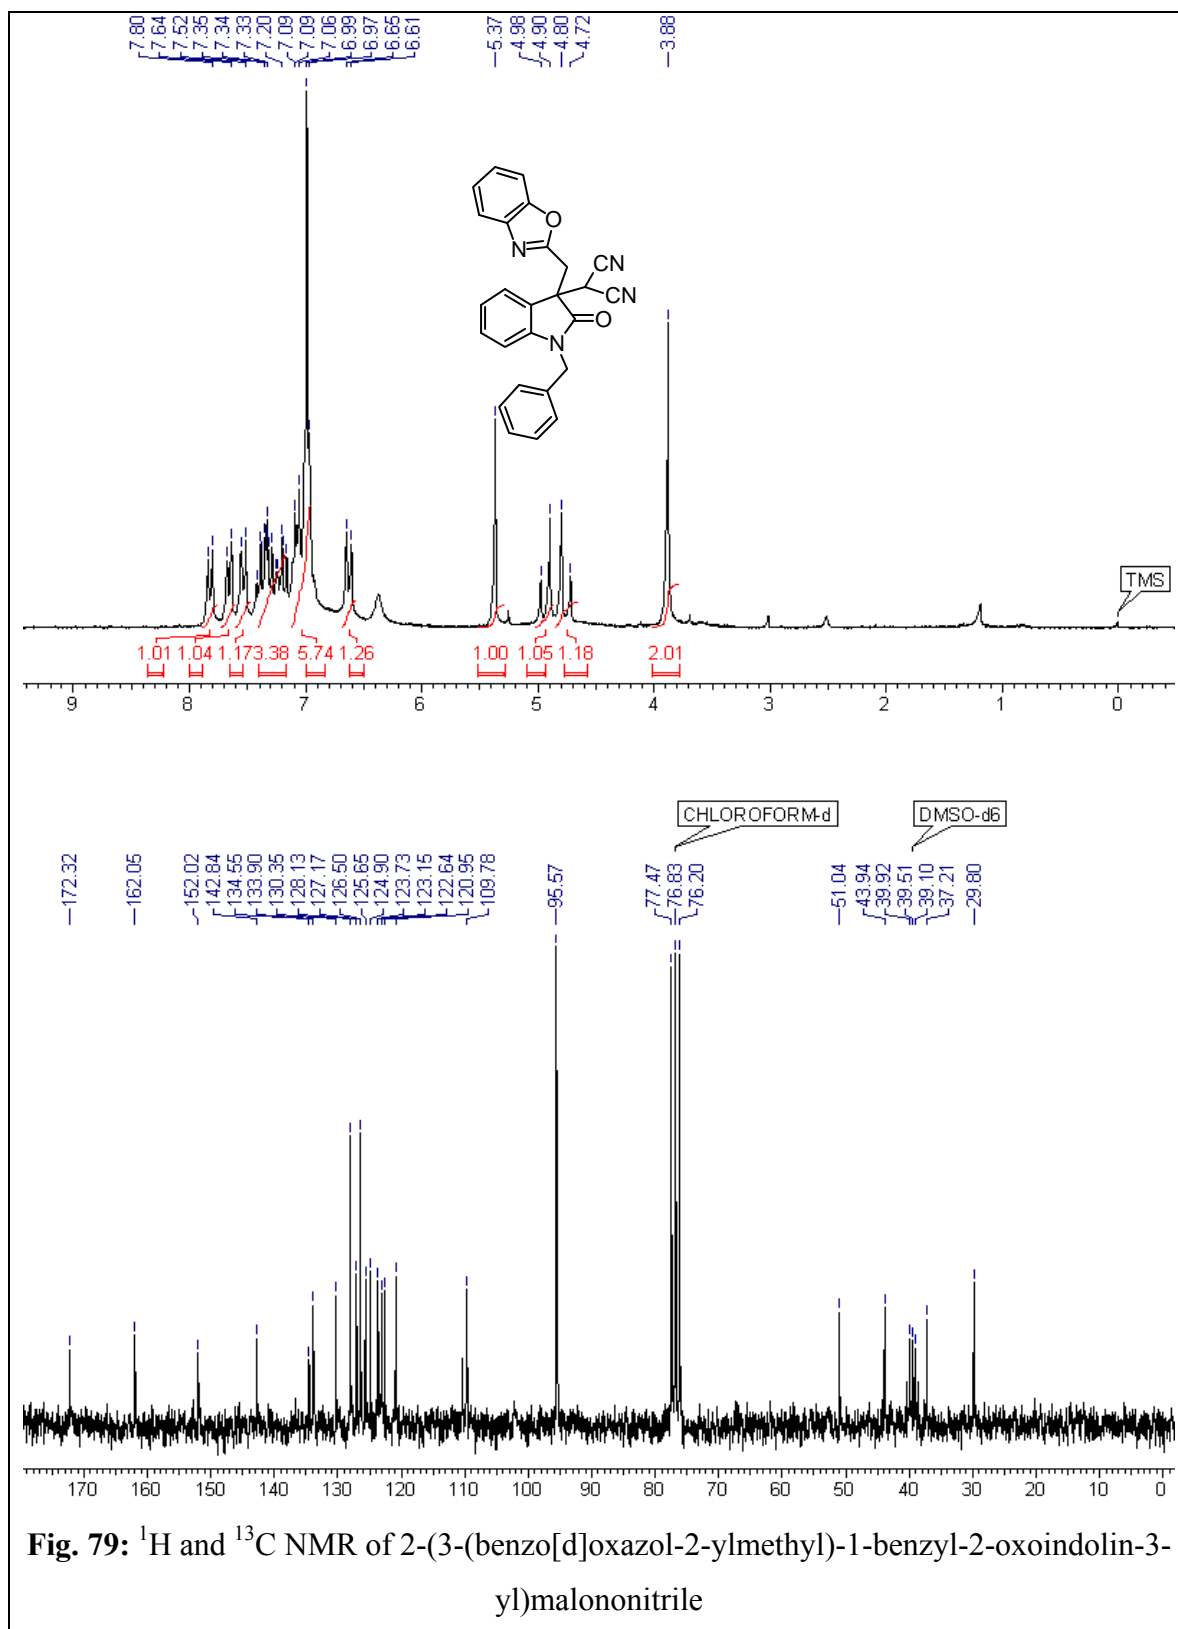 7.80 7.64 7.52 7.35 7.34 7.33 7.20 7.09 7.09 7.06 6.99 6.97 6.65 6.61 5.37 4.98 4.90 4.80 4.72 3.88
O
N
CN
CN
O
N
TMS
1.01 1.04 1.17 3.38 5.74 1.26 1.00 1.05 1.18 2.01
9 8 7 6 5 4 3 2 1 0
CHLOROFORM-d DMSO-d6
172.32 162.05 152.02 142.84 134.55 133.90 130.35 128.13 127.17 126.50 125.65 124.90 123.73 123.15 122.64 120.95 109.78 95.57 77.47 76.83 76.20 51.04 43.94 39.92 39.51 39.10 37.21 29.80
170 160 150 140 130 120 110 100 90 80 70 60 50 40 30 20 10 0
Fig. 79: ¹H and ¹³C NMR of 2-(3-(benzo[d]oxazol-2-ylmethyl)-1-benzyl-2-oxoindolin-3-
yl)malononitrile